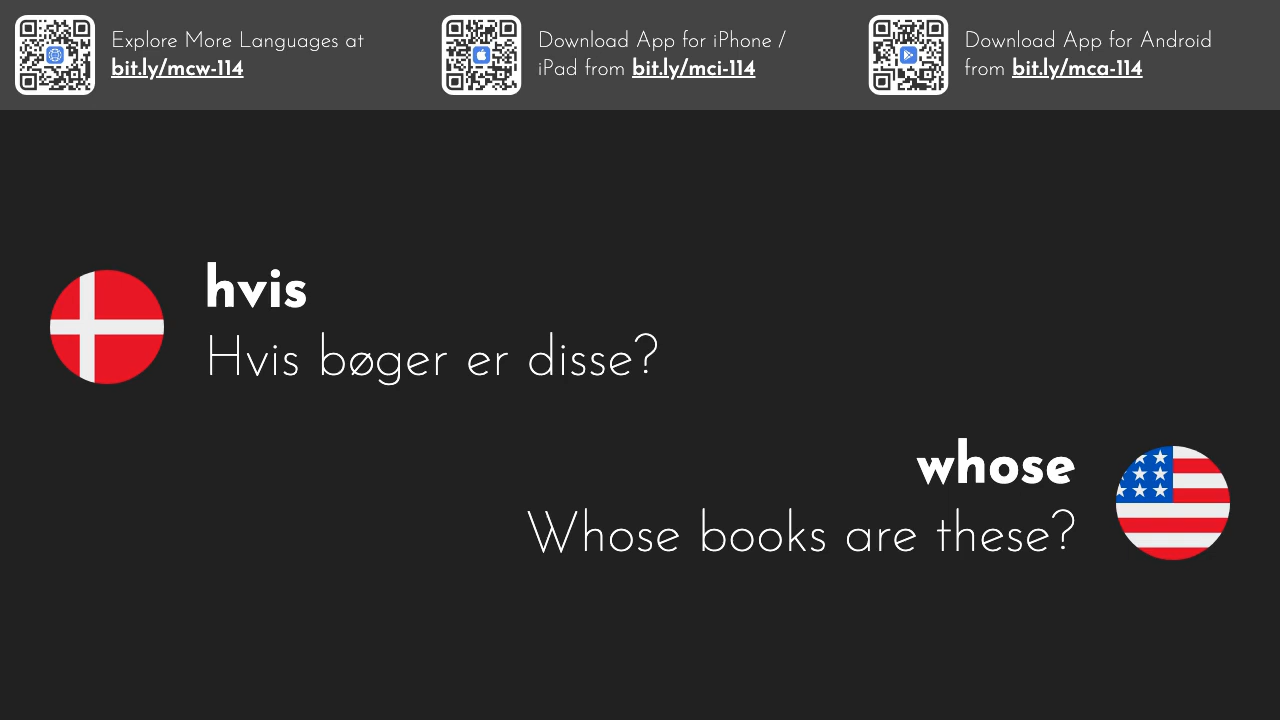 Explore More Languages at
bit.ly/mcw-114
Download App for iPhone /
iPad from bit.ly/mci-114
Download App for Android
from bit.ly/mca-114
hvis
Hvis bøger er disse?
whose
Whose books are these?